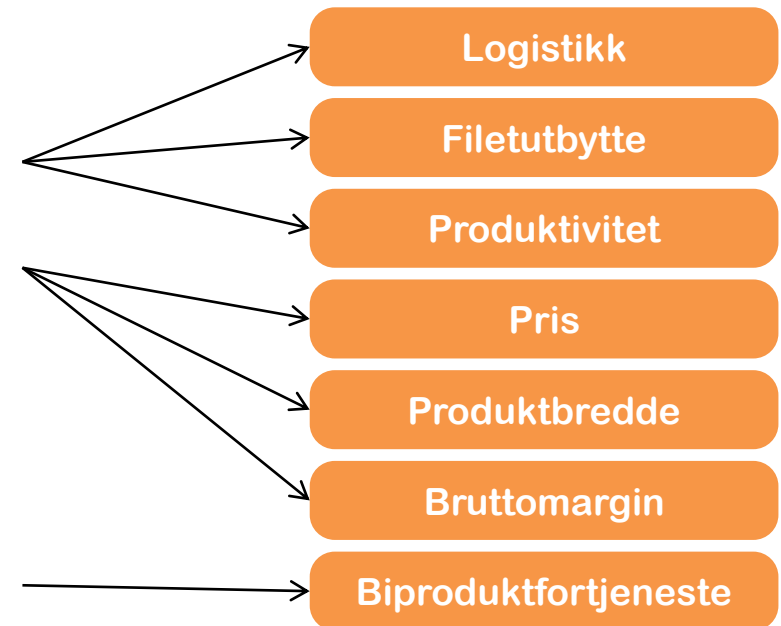 Logistikk
Filetutbytte
Produktivitet
Pris
Produktbredde
Bruttomargin
Biproduktfortjeneste